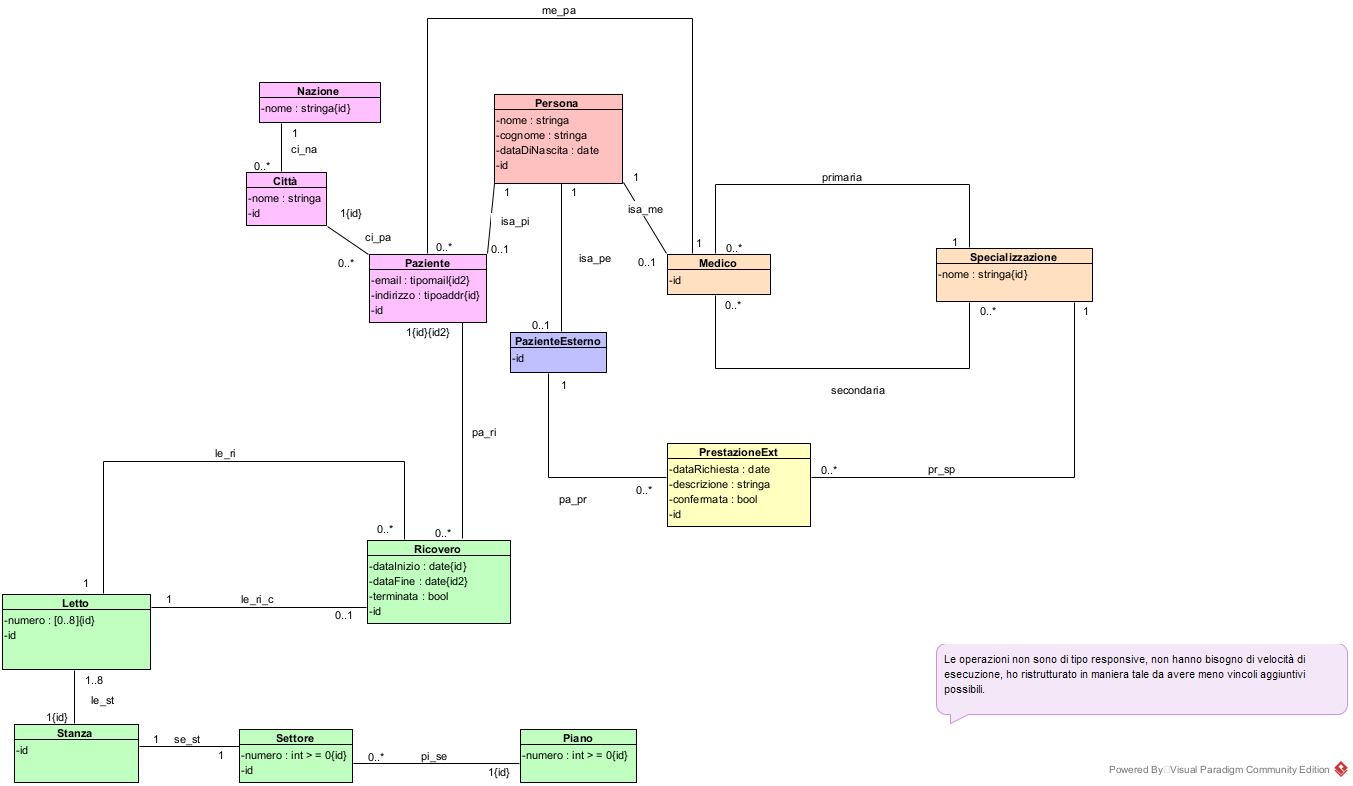 me_pa
Nazione
-nome : stringa{id}
1
ci_na
0..*
Città
-nome : stringa
-id
1{id}
ci_pa
0..*
Persona
-nome : stringa
-cognome : stringa
-dataDiNascita : date
-id
1
isa_pi
0..1
1
isa_pe
0..1
1
isa_me
0..1
0..*
Paziente
-email : tipomail{id2}
-indirizzo : tipoaddr{id}
-id
1{id}{id2}
1
0..*
Medico
-id
0..*
primaria
1
Specializzazione
-nome : stringa{id}
0..*
1
secondaria
PazienteEsterno
-id
1
pa_pr
0..*
PrestazioneExt
-dataRichiesta : date
-descrizione : stringa
-confermata : bool
-id
0..*
pr_sp
pa_ri
le_ri
0..*
0..*
Ricovero
-dataInizio : date{id}
-dataFine : date{id2}
-terminata : bool
-id
1
Letto
-numero : [0..8]{id}
-id
1
le_ri_c
0..1
1..8
le_st
1{id}
Stanza
-id
1
se_st
1
Settore
-numero : int > = 0{id}
-id
0..*
pi_se
1{id}
Piano
-numero : int > = 0{id}
Le operazioni non sono di tipo responsive, non hanno bisogno di velocità di
esecuzione, ho ristrutturato in maniera tale da avere meno vincoli aggiuntivi
possibili.
Powered By Visual Paradigm Community Edition